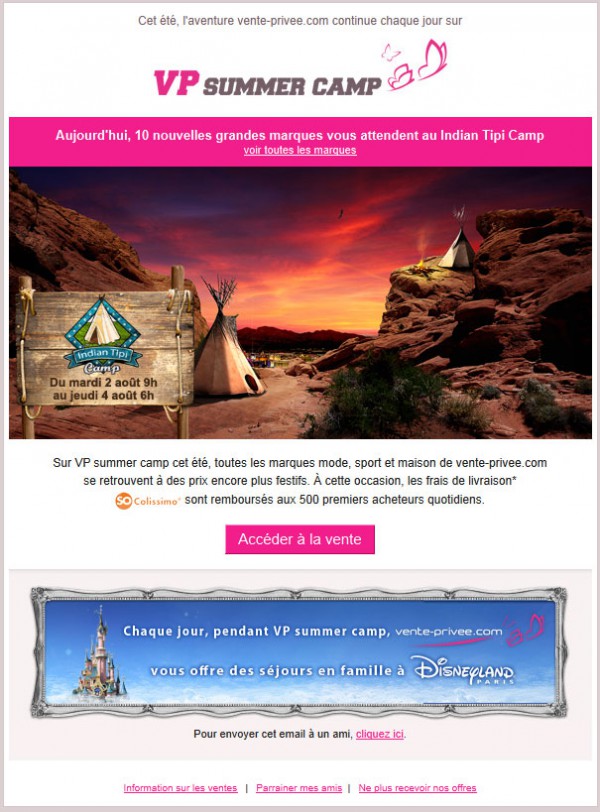 Cet été, l'aventure vente-privee.com continue chaque jour sur
VP SUMMER CAMP
Aujourd'hui, 10 nouvelles grandes marques vous attendent au Indian Tipi Camp
voir toutes les marques
Indian Tipi
Camp
Du mardi 2 août 9h
au jeudi 4 août 6h
Sur VP summer camp cet été, toutes les marques mode, sport et maison de vente-privee.com
se retrouvent à des prix encore plus festifs. À cette occasion, les frais de livraison*
SO Colissimo* sont remboursés aux 500 premiers acheteurs quotidiens.
Accéder à la vente
Chaque jour, pendant VP summer camp, vente-privee.com
vous offre des séjours en famille à DISNEYLAND
PARIS
Pour envoyer cet email à un ami, cliquez ici.
Information sur les ventes | Parrainer mes amis | Ne plus recevoir nos offres